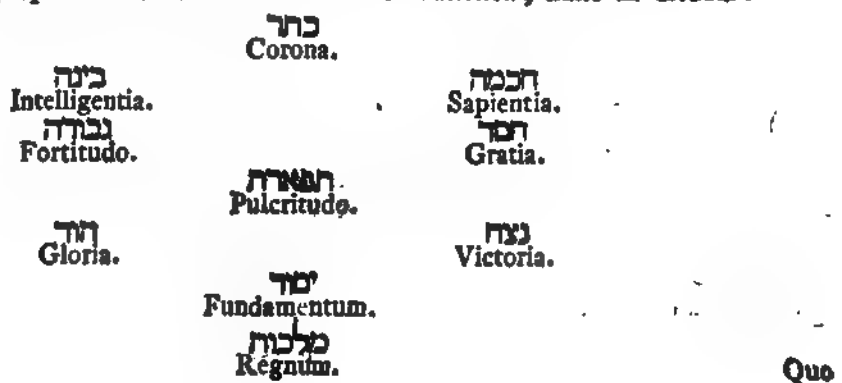 כתר
Corona.
בינה חכמה
Intelligentia. Sapientia.
גבורה חסד
Fortitudo. Gratia.
תפארת
Pulcritudo.
הוד נצח
Gloria. Victoria.
יסוד
Fundamentum.
מלכות
Regnum.
Quo